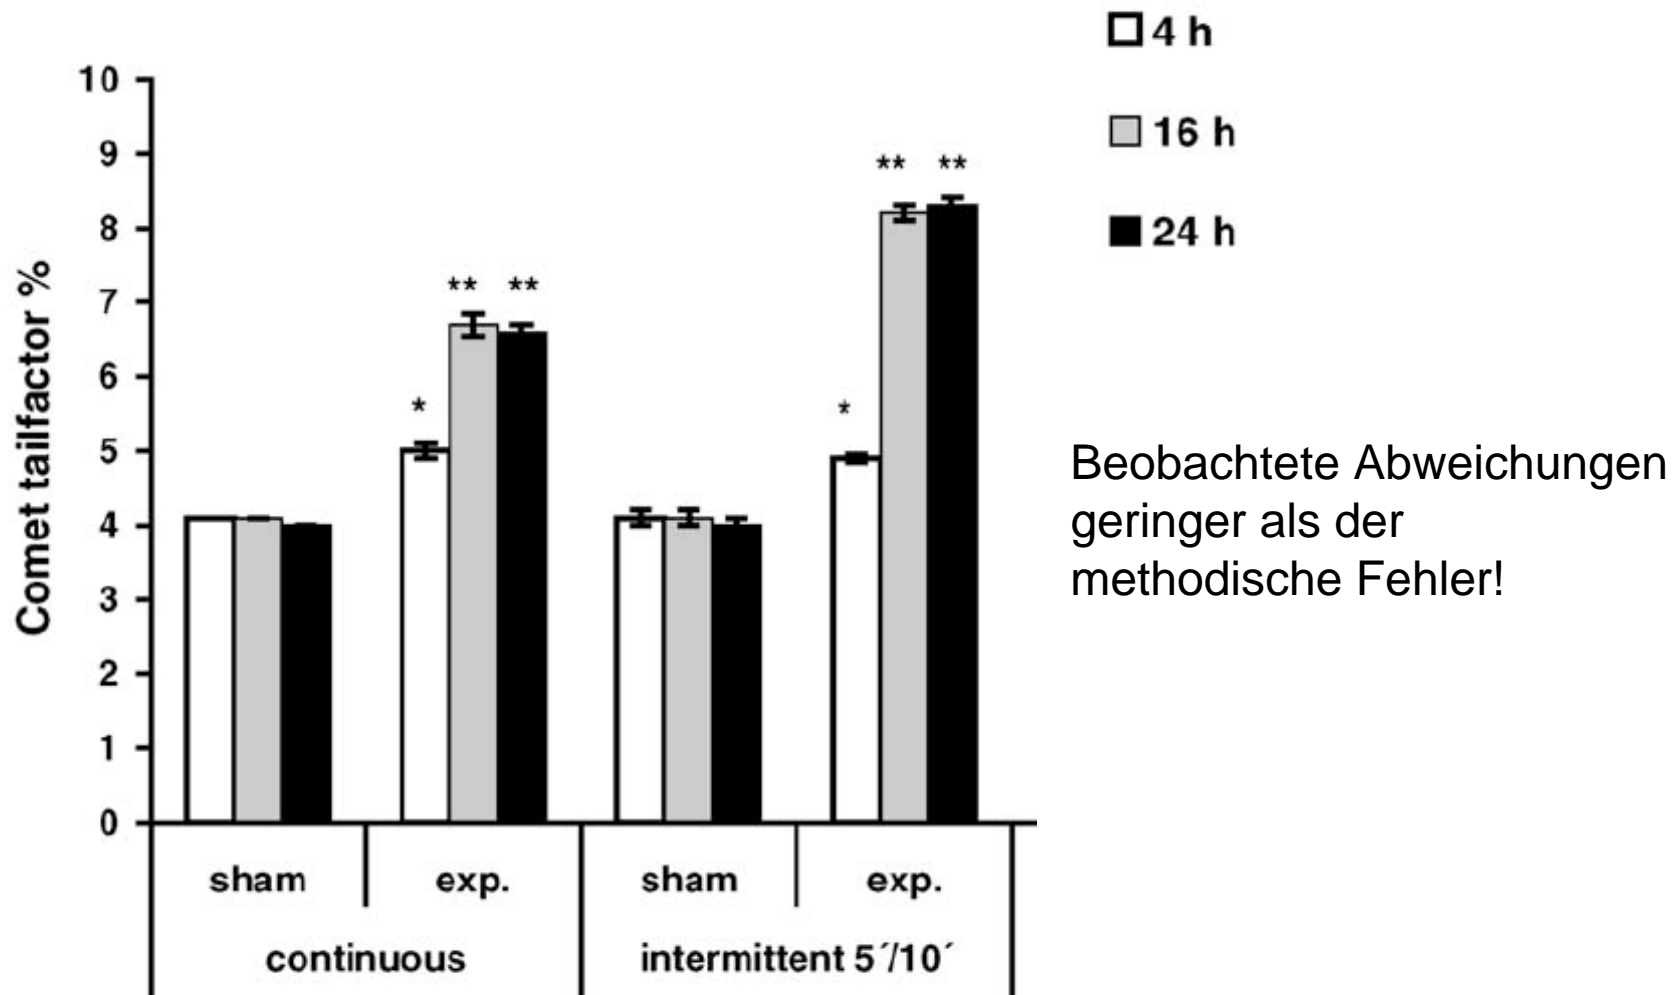 4 h
16 h
24 h
Comet tailfactor %
10
9
8
7
6
5
4
3
2
1
0
** **
** **
*
*
sham exp. sham exp.
continuous intermittent 5´/10´
Beobachtete Abweichungen
geringer als der
methodische Fehler!